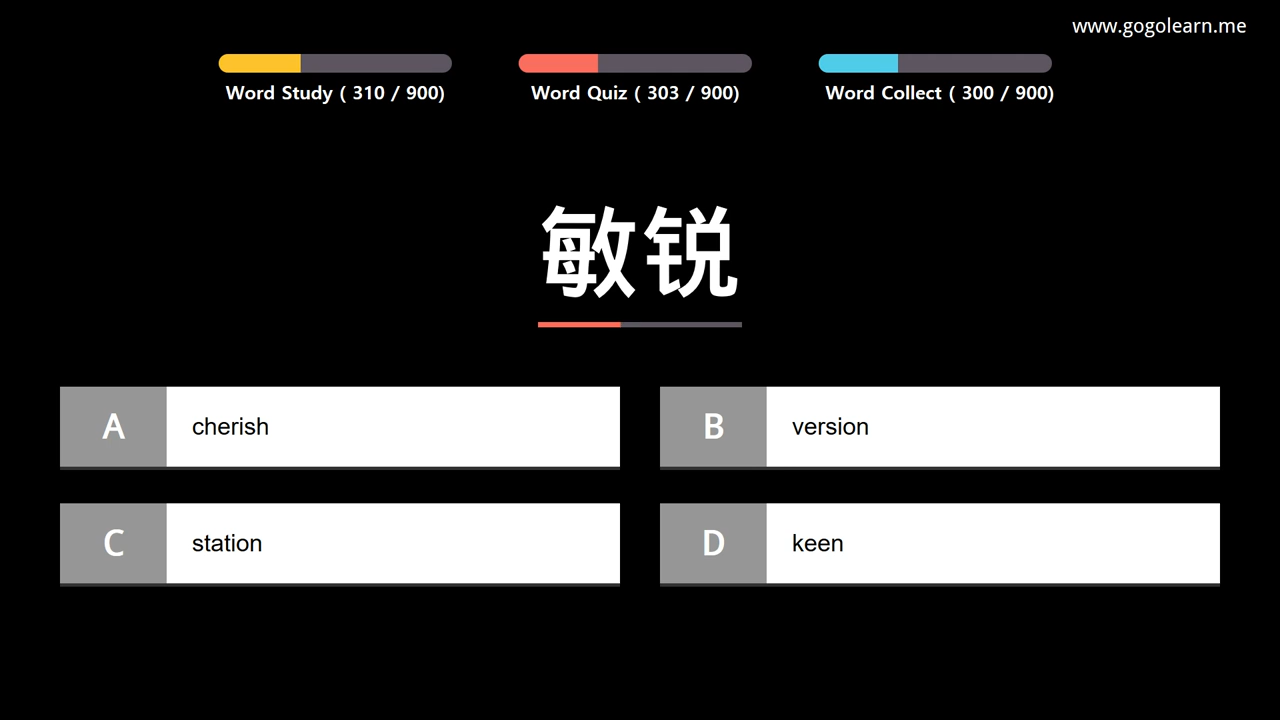 www.gogolearn.me
Word Study ( 310 / 900)
Word Quiz ( 303 / 900)
Word Collect ( 300 / 900)
敏锐
A cherish
B version
C station
D keen